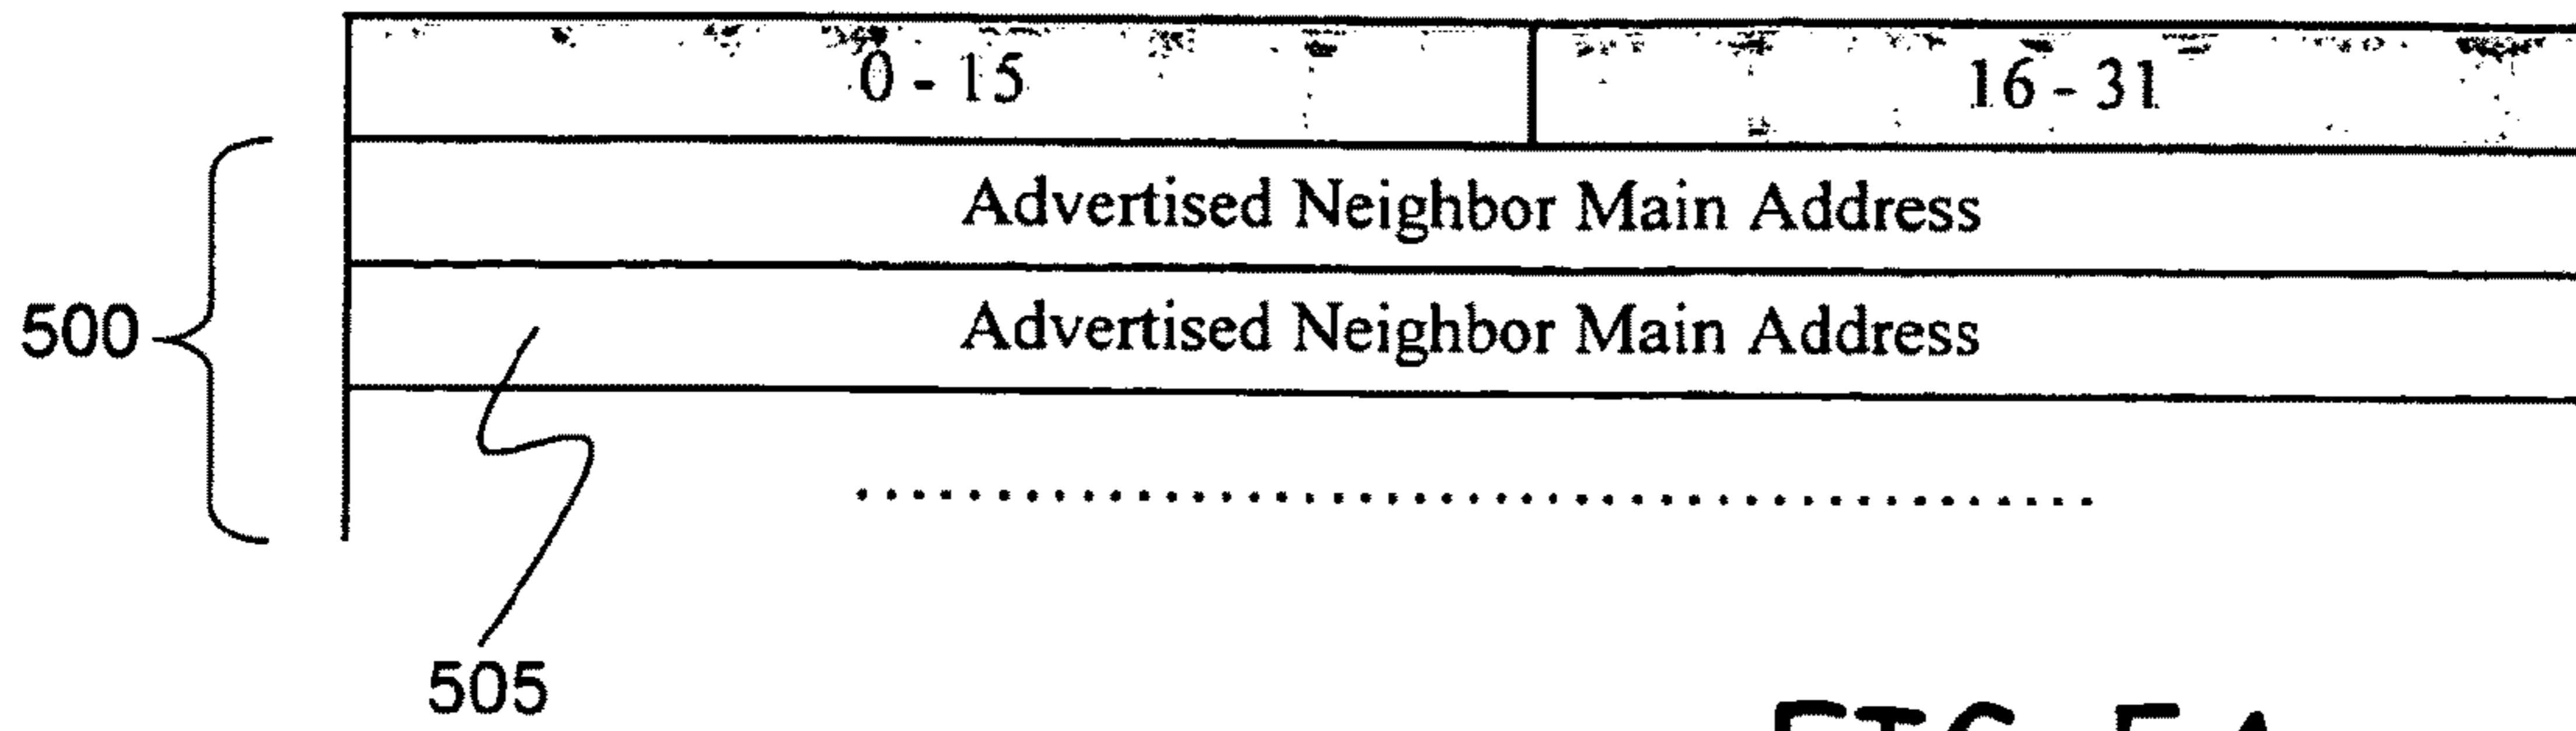 0 - 15 16 - 31
Advertised Neighbor Main Address
500 Advertised Neighbor Main Address
................................................
505